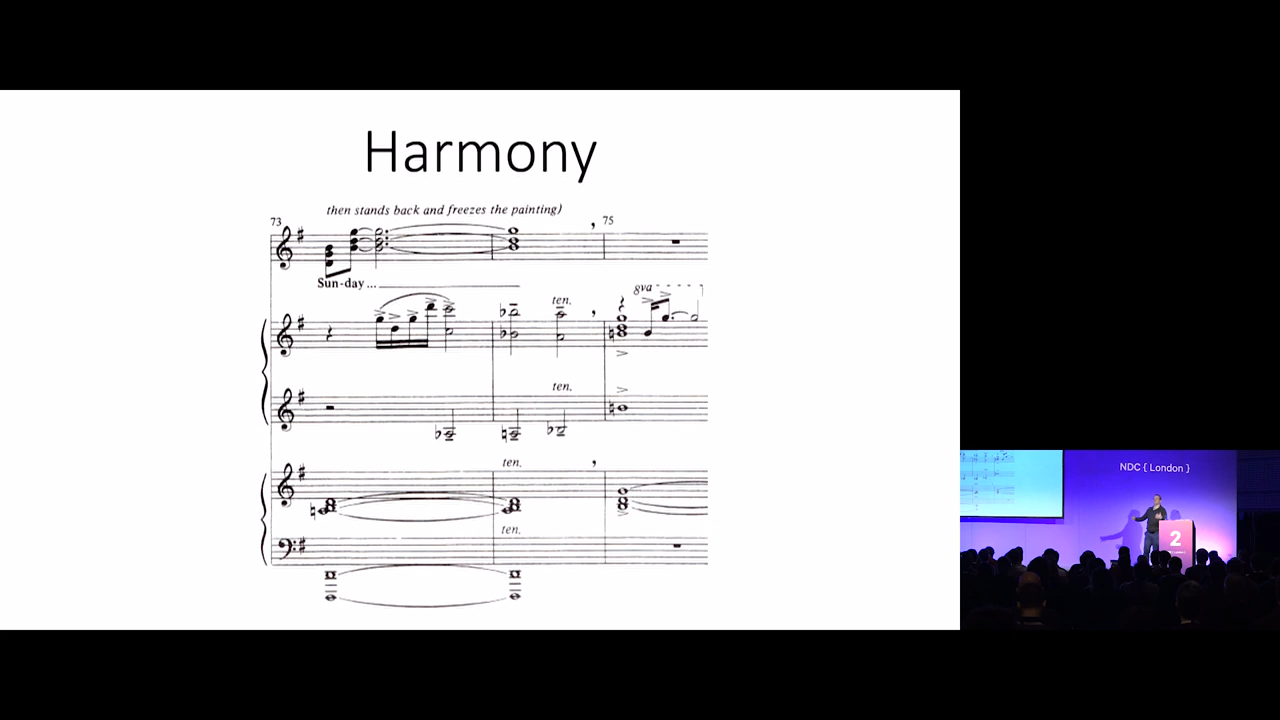 Harmony
then stands back and freezes the painting)
73
75
Sun-day...
8va
ten.
ten.
ten.
ten.
NDC { London }
2